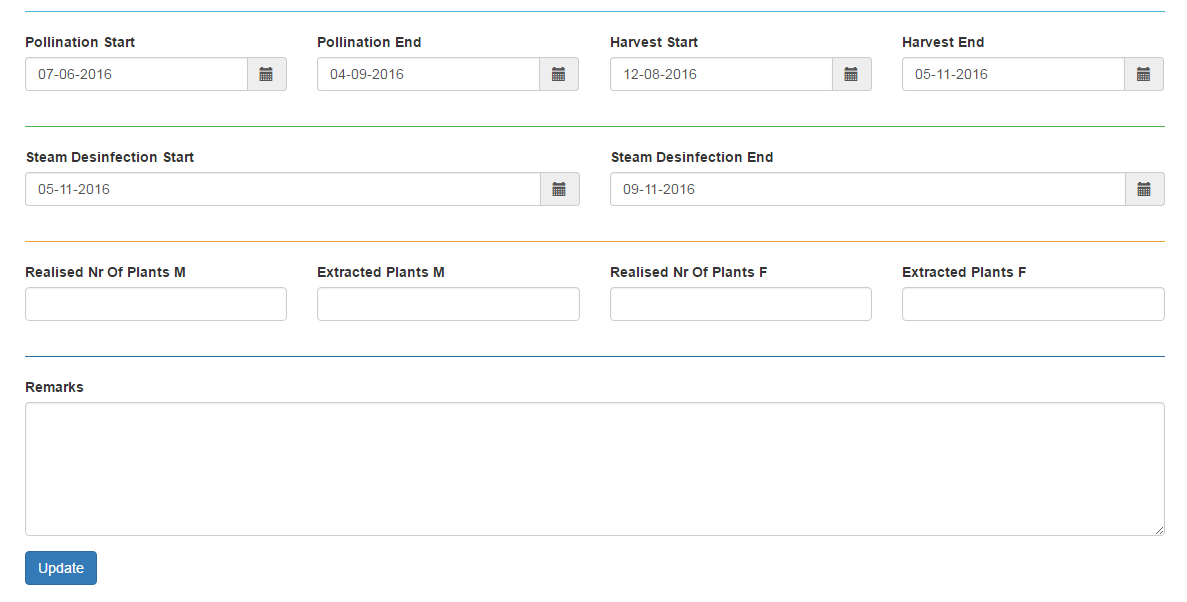 Pollination Start Pollination End Harvest Start Harvest End
07-06-2016 04-09-2016 12-08-2016 05-11-2016
Steam Desinfection Start Steam Desinfection End
05-11-2016 09-11-2016
Realised Nr Of Plants M Extracted Plants M Realised Nr Of Plants F Extracted Plants F
Remarks
Update